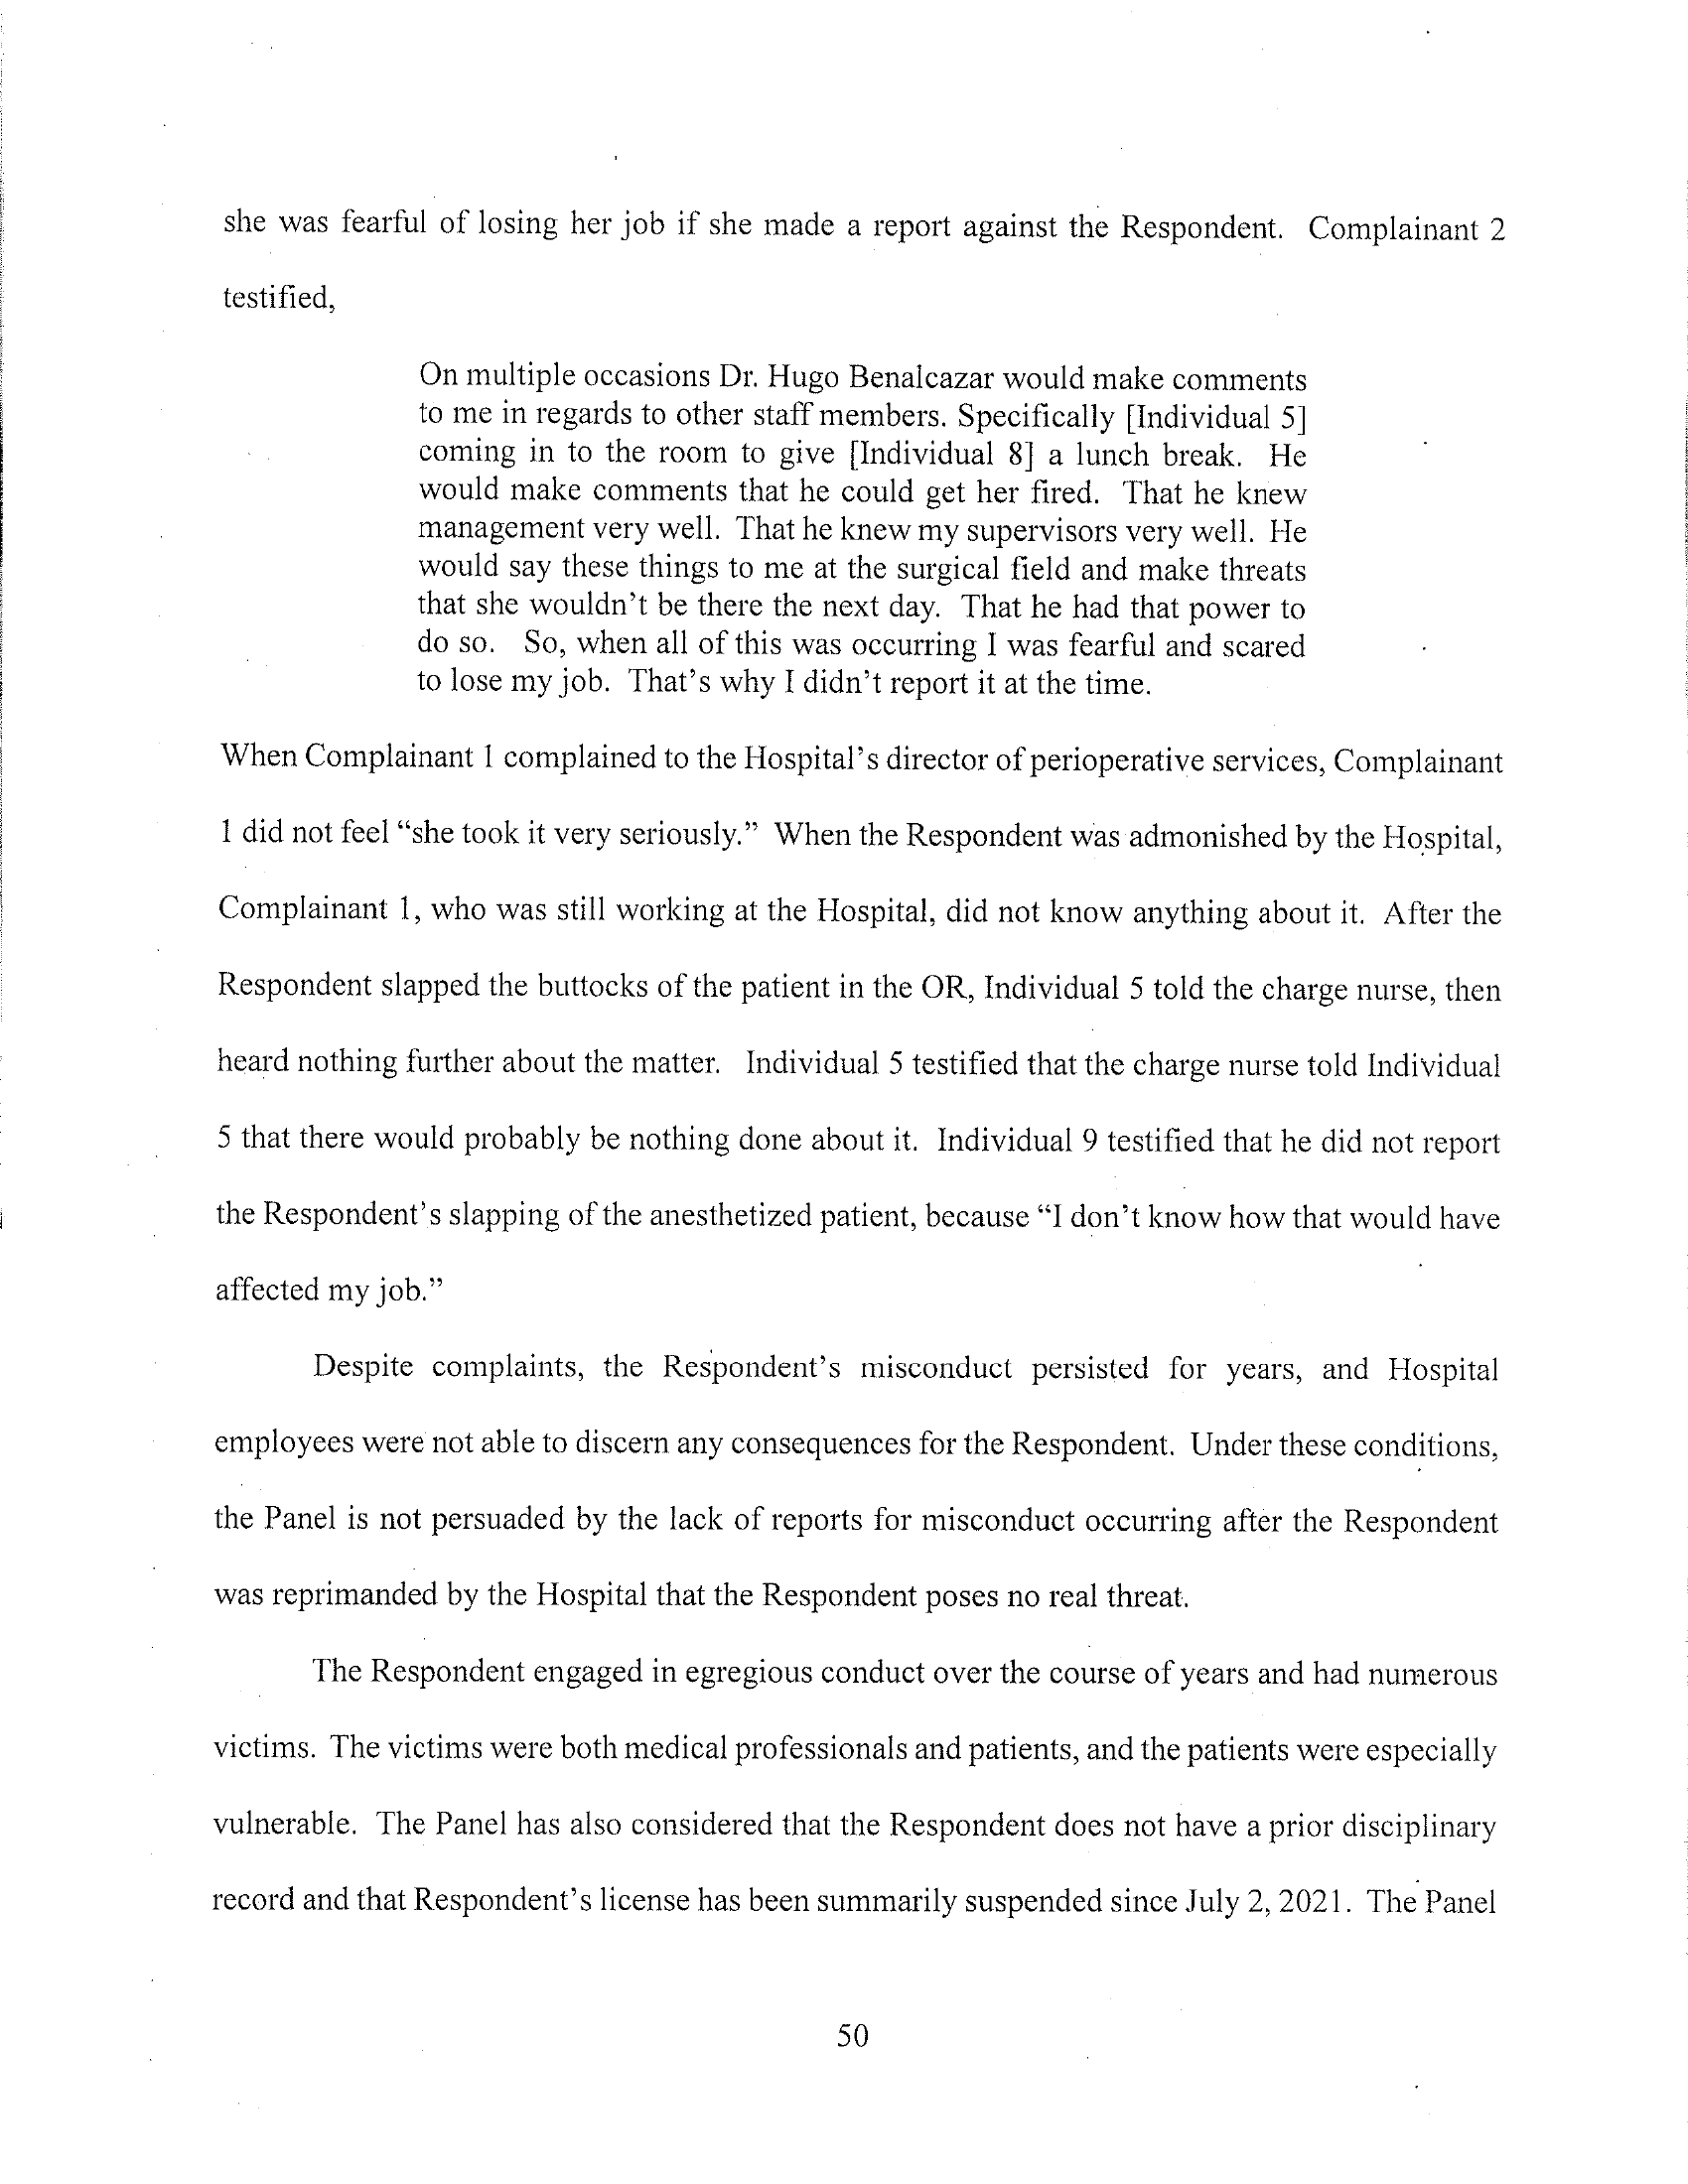 she was fearful of losing her job if she made a report against the Respondent. Complainant 2
testified,
On multiple occasions Dr. Hugo Benalcazar would make comments
to me in regards to other staff members. Specifically [Individual 5]
coming in to the room to give [Individual 8] a lunch break. He
would make comments that he could get her fired. That he knew
management very well. That he knew my supervisors very well. He
would say these things to me at the surgical field and make threats
that she wouldn't be there the next day. That he had that power to
do so. So, when all of this was occurring I was fearful and scared
to lose my job. That's why I didn't report it at the time.
When Complainant 1 complained to the Hospital's director of perioperative services, Complainant
1 did not feel “she took it very seriously.” When the Respondent was admonished by the Hospital,
Complainant 1, who was still working at the Hospital, did not know anything about it. After the
Respondent slapped the buttocks of the patient in the OR, Individual 5 told the charge nurse, then
heard nothing further about the matter. Individual 5 testified that the charge nurse told Individual
5 that there would probably be nothing done about it. Individual 9 testified that he did not report
the Respondent's slapping of the anesthetized patient, because “I don't know how that would have
affected my job.”
Despite complaints, the Respondent's misconduct persisted for years, and Hospital
employees were not able to discern any consequences for the Respondent. Under these conditions,
the Panel is not persuaded by the lack of reports for misconduct occurring after the Respondent
was reprimanded by the Hospital that the Respondent poses no real threat.
The Respondent engaged in egregious conduct over the course of years and had numerous
victims. The victims were both medical professionals and patients, and the patients were especially
vulnerable. The Panel has also considered that the Respondent does not have a prior disciplinary
record and that Respondent's license has been summarily suspended since July 2, 2021. The Panel
50